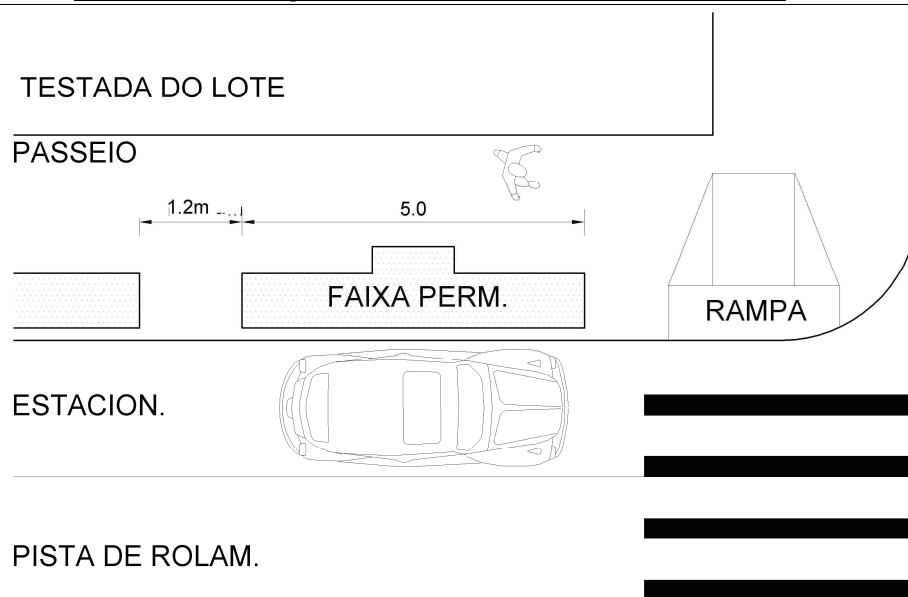 TESTADA DO LOTE
PASSEIO
1.2m
5.0
FAIXA PERM.
RAMPA
ESTACION.
PISTA DE ROLAM.